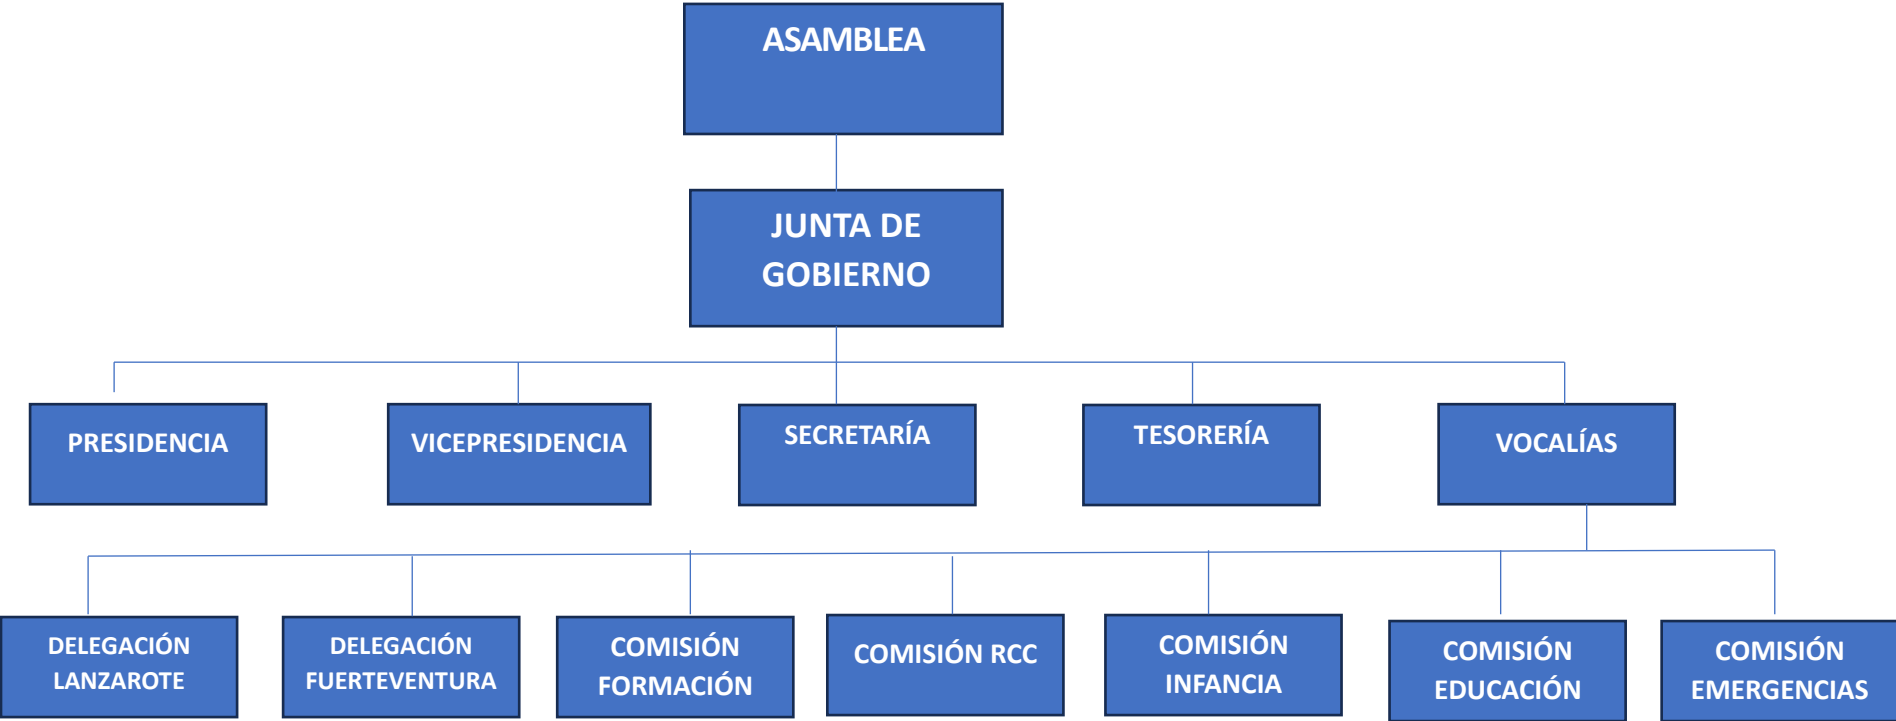 ASAMBLEA
JUNTA DE
GOBIERNO
PRESIDENCIA
VICEPRESIDENCIA
SECRETARÍA
TESORERÍA
VOCALÍAS
DELEGACIÓN
LANZAROTE
DELEGACIÓN
FUERTEVENTURA
COMISIÓN
FORMACIÓN
COMISIÓN RCC
COMISIÓN
INFANCIA
COMISIÓN
EDUCACIÓN
COMISIÓN
EMERGENCIAS